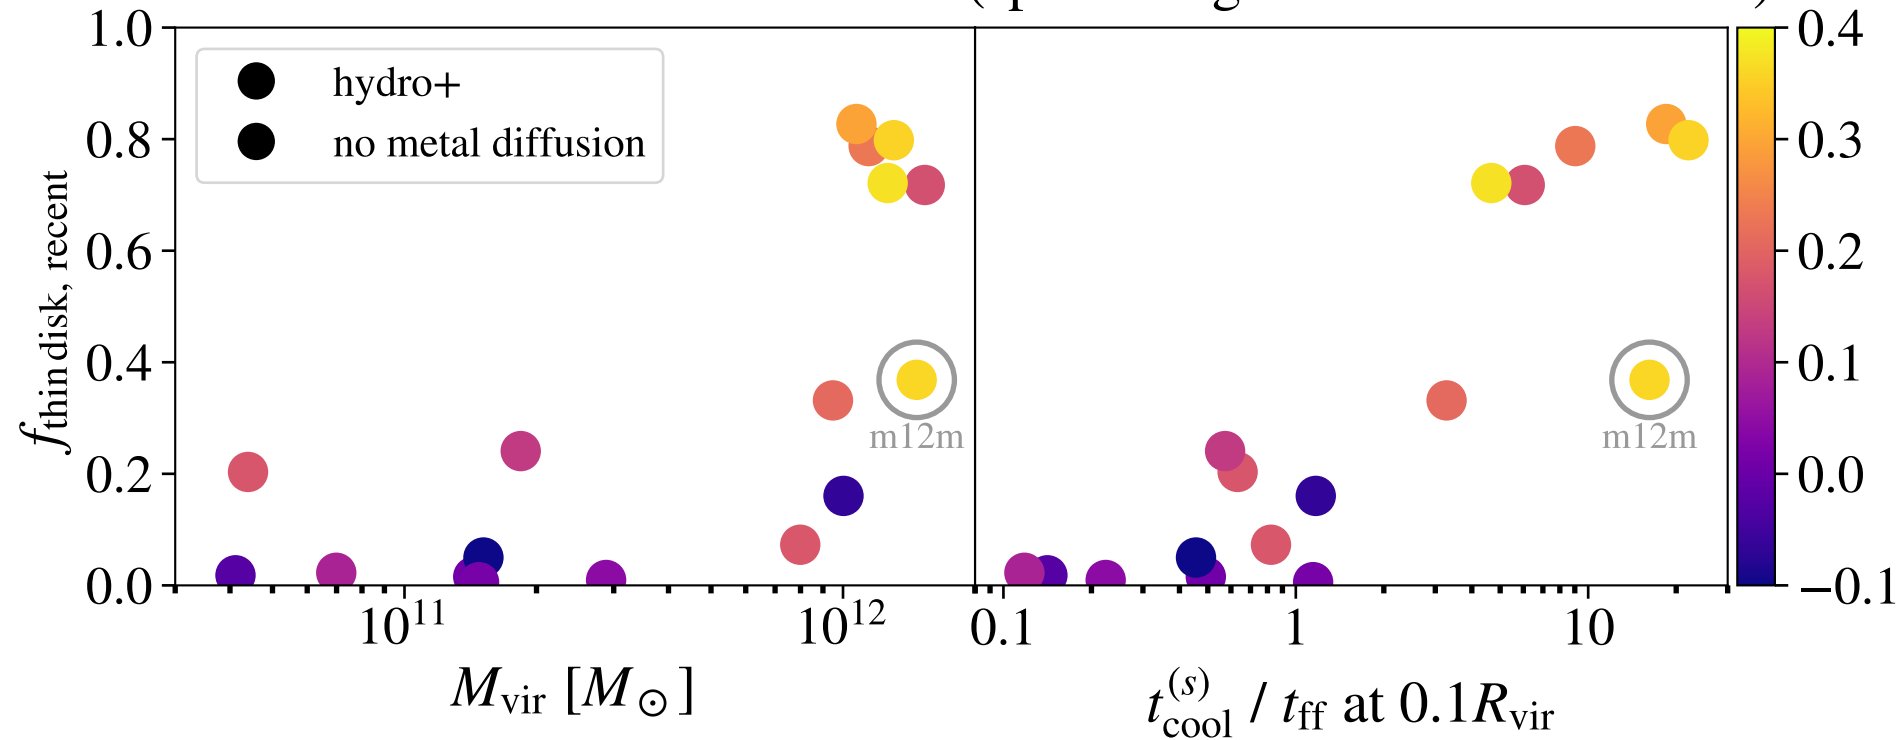 1.0
0.8
0.6
0.4
0.2
0.0
f thin disk, recent
hydro+
no metal diffusion
m12m
m12m
10^11
10^12
M_vir [M_⊙]
0.1
1
10
t_cool^(s) / t_ff at 0.1R_vir
0.4
0.3
0.2
0.1
0.0
−0.1